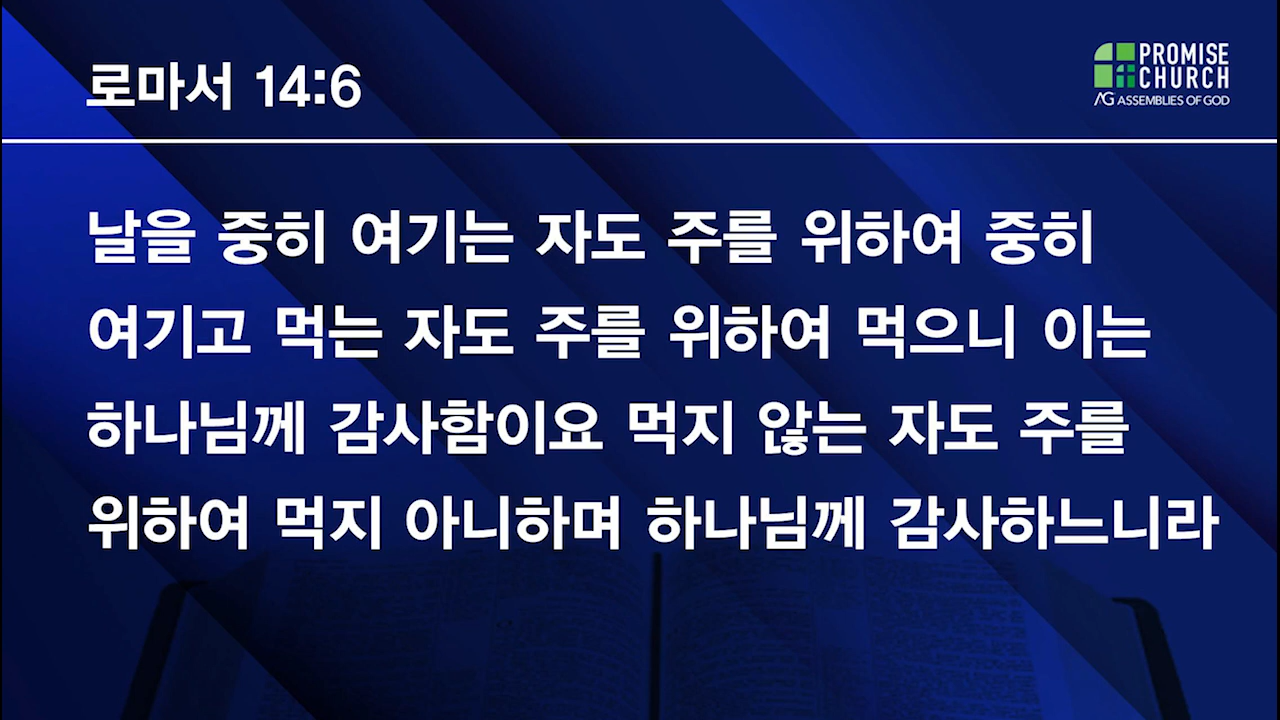 로마서 14:6
PROMISE
CHURCH
AG ASSEMBLIES OF GOD
날을 중히 여기는 자도 주를 위하여 중히
여기고 먹는 자도 주를 위하여 먹으니 이는
하나님께 감사함이요 먹지 않는 자도 주를
위하여 먹지 아니하며 하나님께 감사하느니라